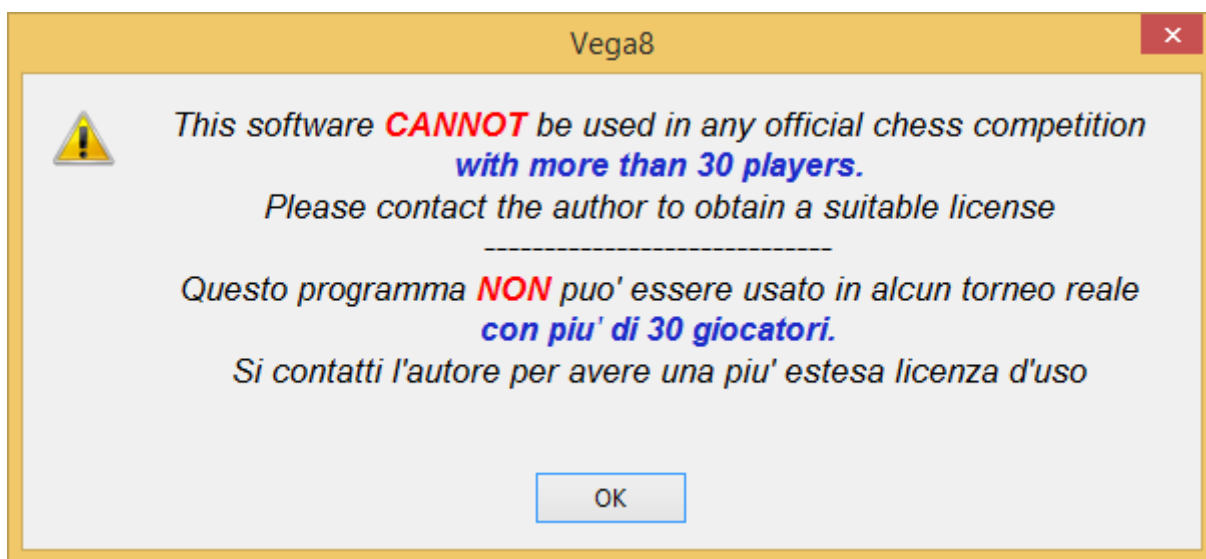 Vega8
This software CANNOT be used in any official chess competition
with more than 30 players.
Please contact the author to obtain a suitable license
-----------------------------
Questo programma NON puo' essere usato in alcun torneo reale
con piu' di 30 giocatori.
Si contatti l'autore per avere una piu' estesa licenza d'uso
OK